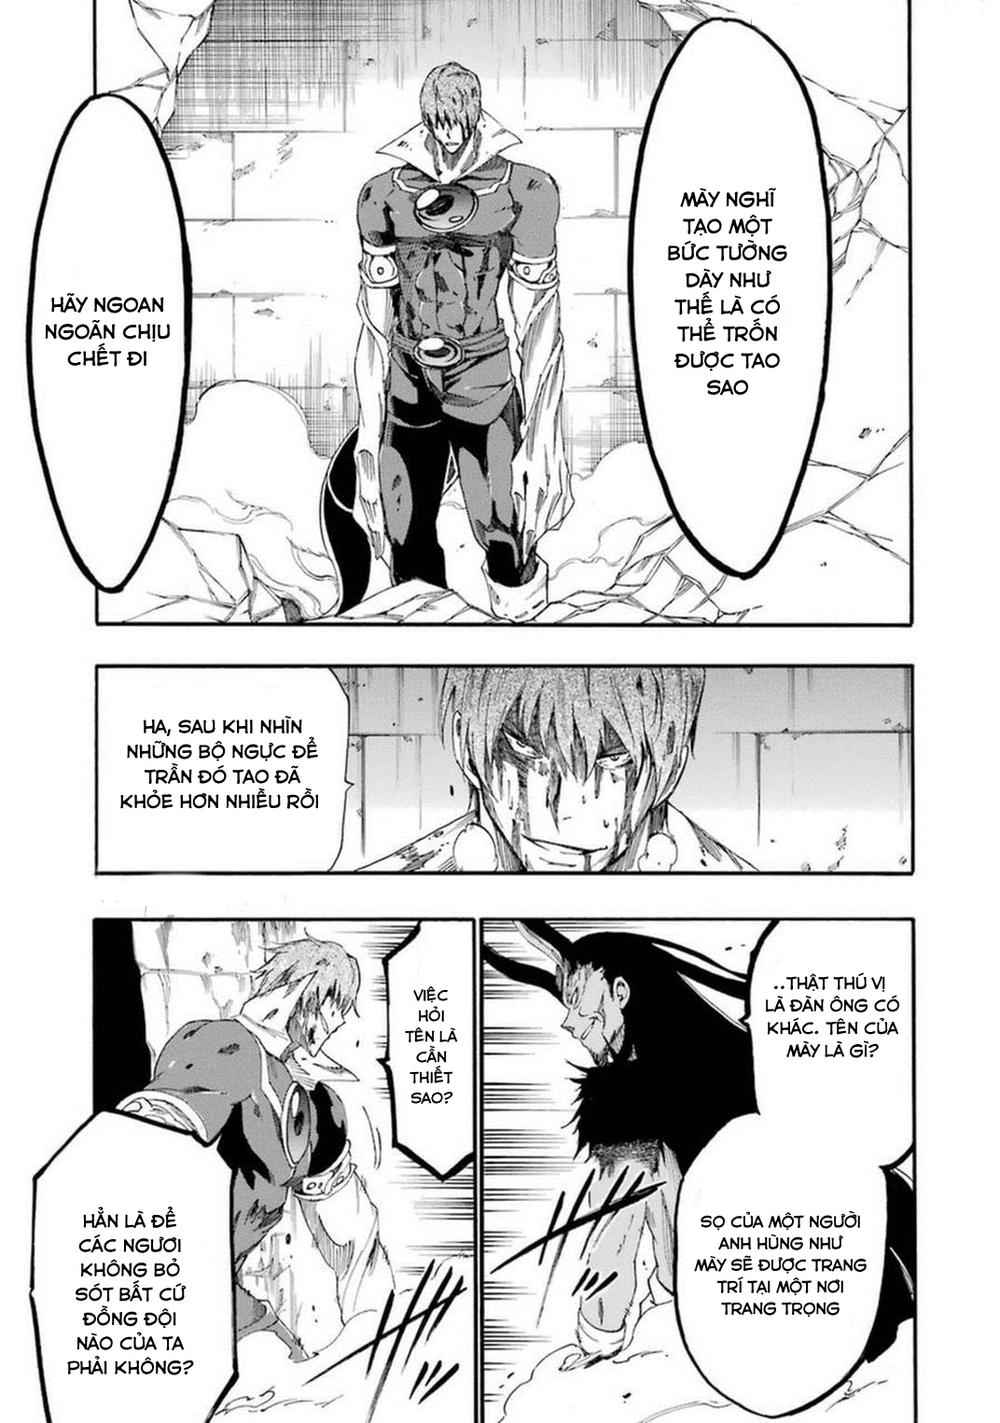 MÀY NGHĨ
TẠO MỘT
BỨC TƯỜNG
DÀY NHƯ
THẾ LÀ CÓ
THỂ TRỐN
ĐƯỢC TAO
SAO
HÃY NGOAN
NGOÃN CHỊU
CHẾT ĐI
HA, SAU KHI NHÌN
NHỮNG BỘ NGỰC ĐỂ
TRẦN ĐÓ TAO ĐÃ
KHỎE HƠN NHIỀU RỒI
..THẬT THÚ VỊ
LÀ ĐÀN ÔNG CÓ
KHÁC. TÊN CỦA
MÀY LÀ GÌ?
SỌ CỦA MỘT NGƯỜI
ANH HÙNG NHƯ
MÀY SẼ ĐƯỢC TRANG
TRÍ TẠI MỘT NƠI
TRANG TRỌNG
VIỆC
HỎI
TÊN LÀ
CẦN
THIẾT
SAO?
HẲN LÀ ĐỂ
CÁC NGƯƠI
KHÔNG BỎ
SÓT BẤT CỨ
ĐỒNG ĐỘI
NÀO CỦA TA
PHẢI KHÔNG?